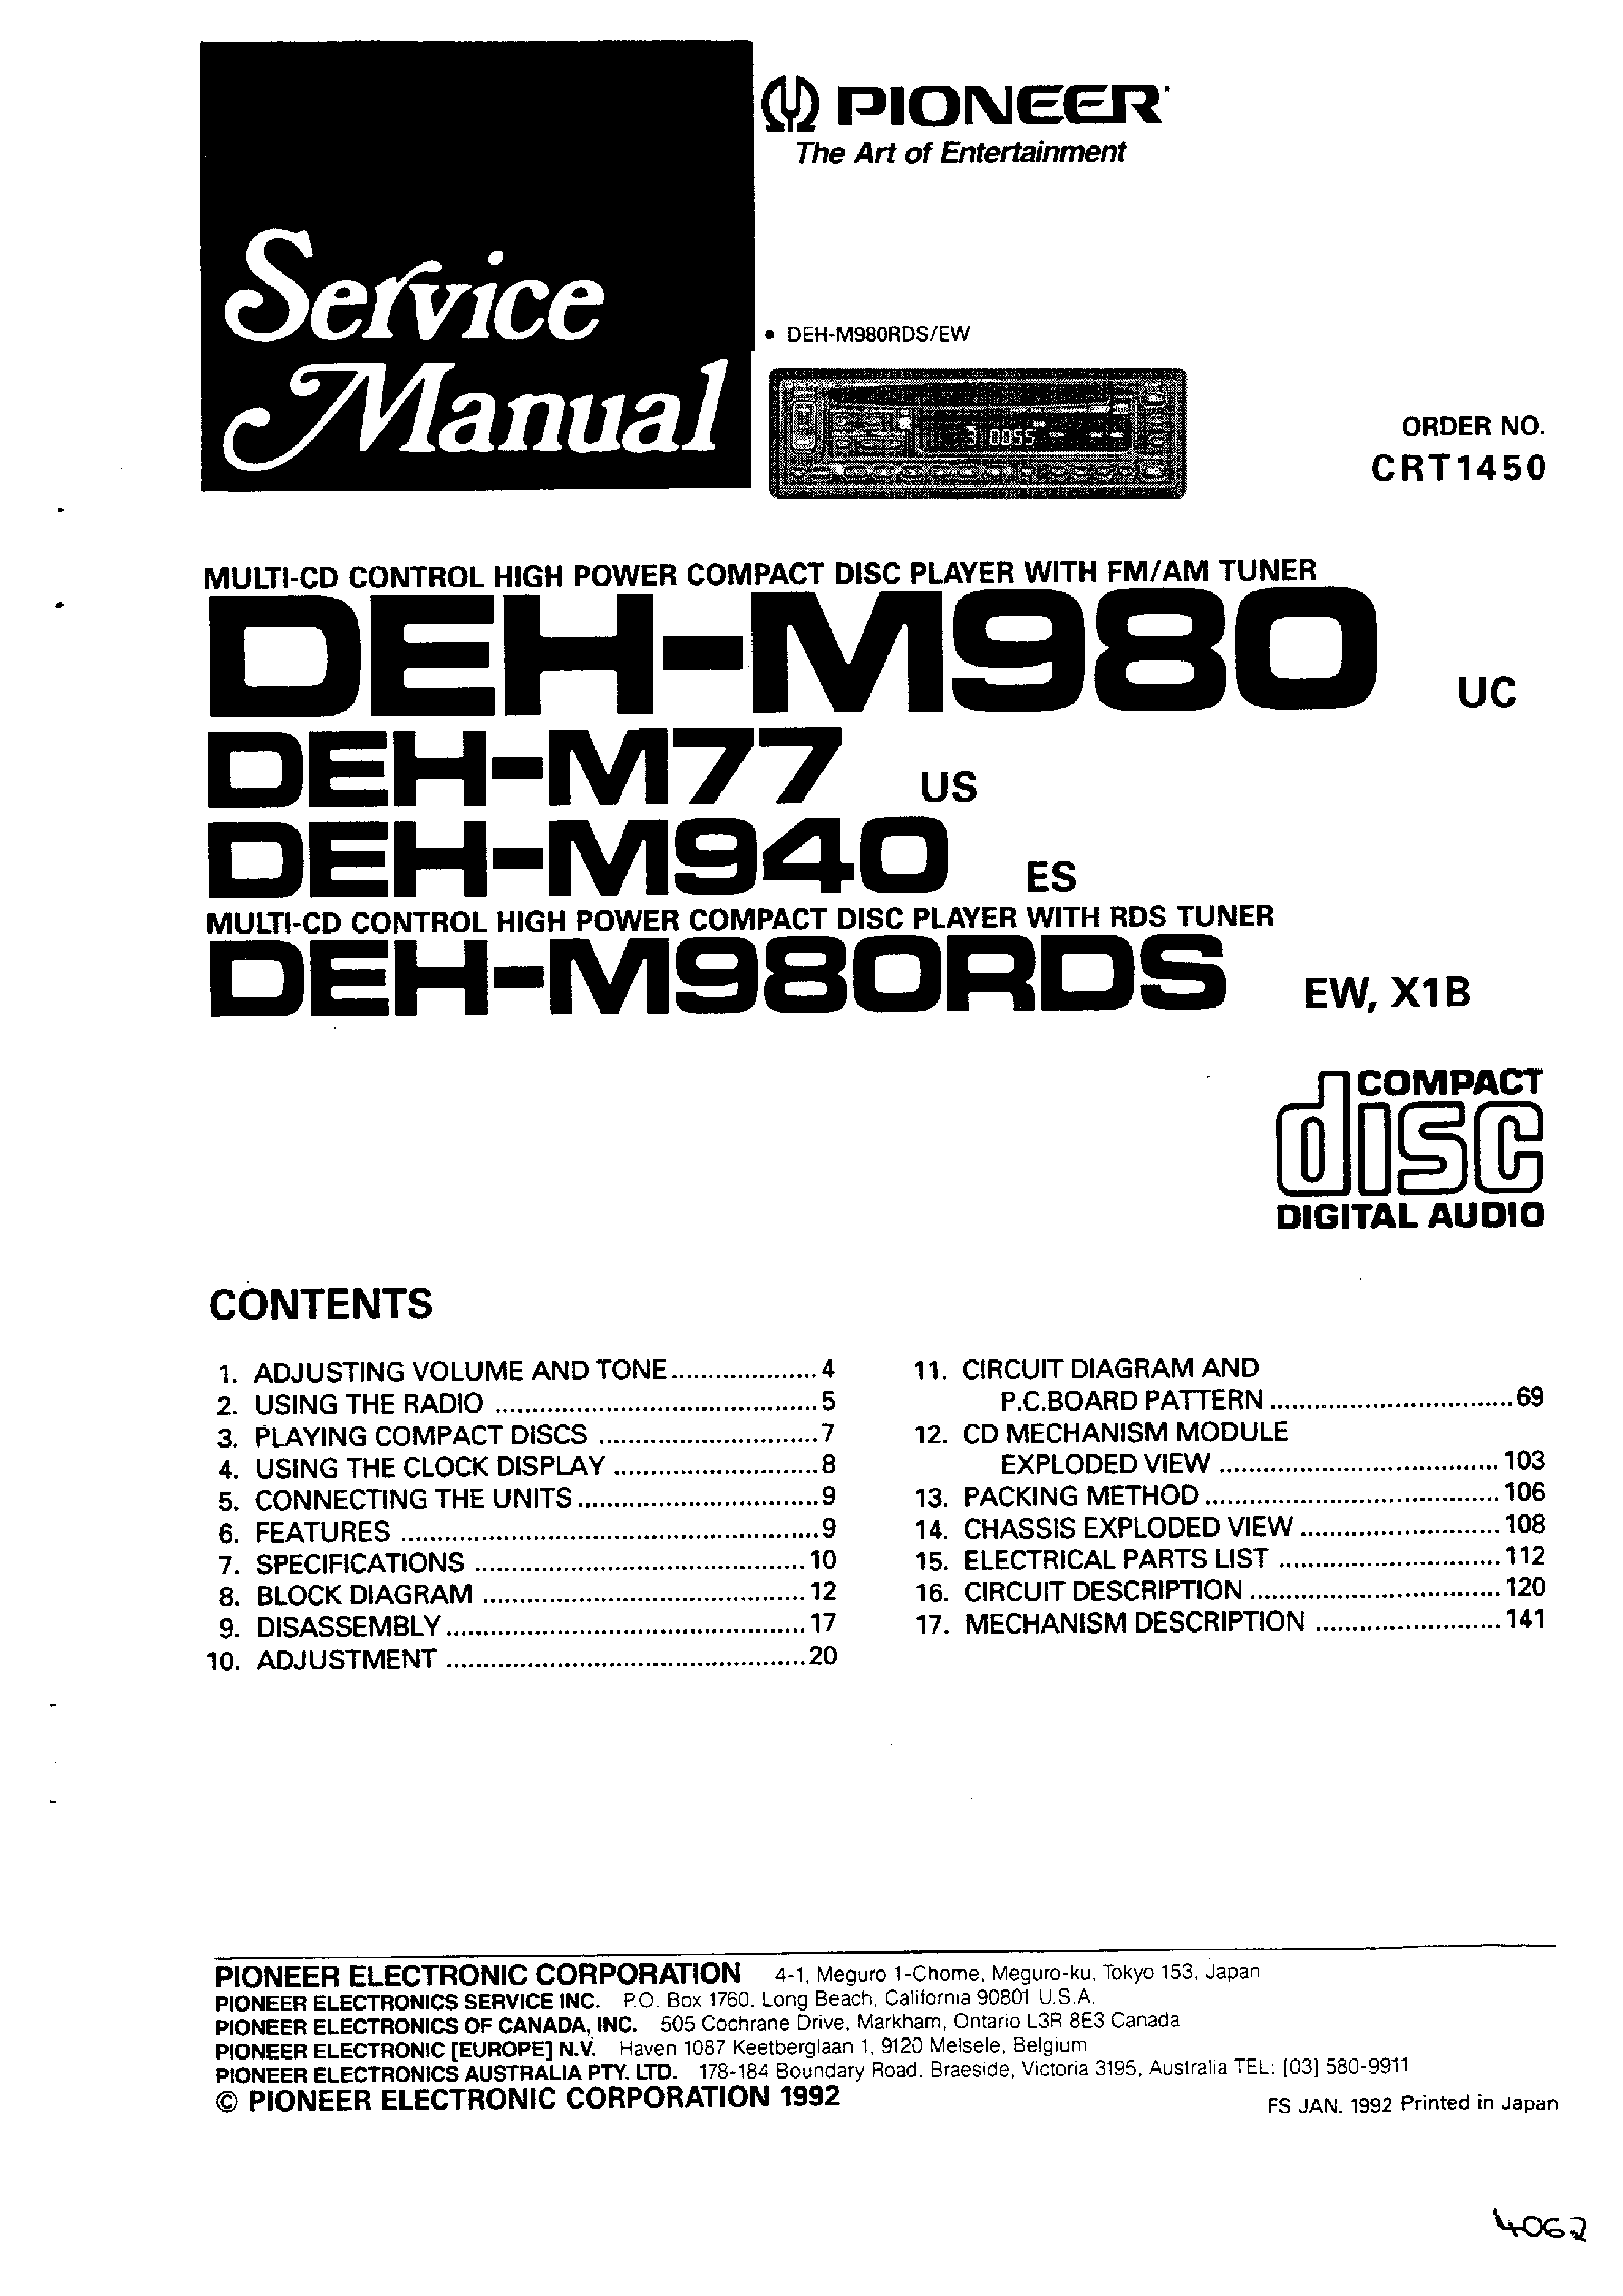 PIONEER
The Art of Entertainment
Service
Manual
• DEH-M980RDS/EW
PIONEER
3 0055
ORDER NO.
CRT1450
MULTI-CD CONTROL HIGH POWER COMPACT DISC PLAYER WITH FM/AM TUNER
DEH-M980 UC
DEH-M77 US
DEH-M940 ES
MULTI-CD CONTROL HIGH POWER COMPACT DISC PLAYER WITH RDS TUNER
DEH-M980RDS EW, X1B
COMPACT
disc
DIGITAL AUDIO
CONTENTS
1. ADJUSTING VOLUME AND TONE....................4
2. USING THE RADIO ............................................5
3. PLAYING COMPACT DISCS ..............................7
4. USING THE CLOCK DISPLAY ............................8
5. CONNECTING THE UNITS.................................9
6. FEATURES .........................................................9
7. SPECIFICATIONS .............................................10
8. BLOCK DIAGRAM ............................................12
9. DISASSEMBLY.................................................17
10. ADJUSTMENT .................................................20
11. CIRCUIT DIAGRAM AND
P.C.BOARD PATTERN .................................69
12. CD MECHANISM MODULE
EXPLODED VIEW ......................................103
13. PACKING METHOD ........................................106
14. CHASSIS EXPLODED VIEW ...........................108
15. ELECTRICAL PARTS LIST ..............................112
16. CIRCUIT DESCRIPTION ..................................120
17. MECHANISM DESCRIPTION .........................141
PIONEER ELECTRONIC CORPORATION 4-1, Meguro 1-Chome, Meguro-ku, Tokyo 153, Japan
PIONEER ELECTRONICS SERVICE INC. P.O. Box 1760, Long Beach, California 90801 U.S.A.
PIONEER ELECTRONICS OF CANADA, INC. 505 Cochrane Drive, Markham, Ontario L3R 8E3 Canada
PIONEER ELECTRONIC [EUROPE] N.V. Haven 1087 Keetberglaan 1, 9120 Melsele, Belgium
PIONEER ELECTRONICS AUSTRALIA PTY. LTD. 178-184 Boundary Road, Braeside, Victoria 3195, Australia TEL: [03] 580-9911
© PIONEER ELECTRONIC CORPORATION 1992
FS JAN. 1992 Printed in Japan
4062